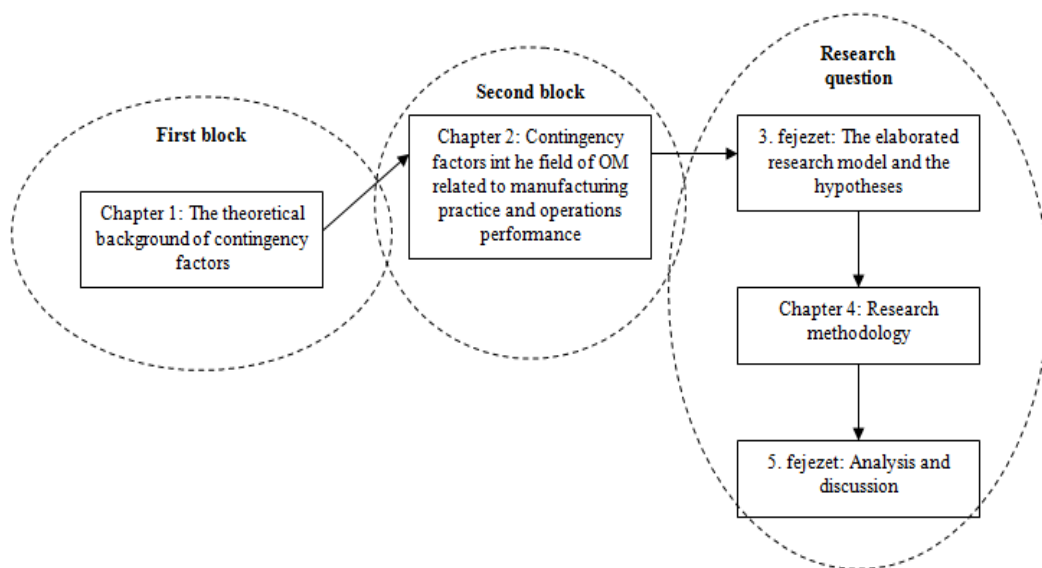 First block
Chapter 1: The theoretical
background of contingency
factors
Second block
Chapter 2: Contingency
factors int he field of OM
related to manufacturing
practice and operations
performance
Research
question
3. fejezet: The elaborated
research model and the
hypotheses
Chapter 4: Research
methodology
5. fejezet: Analysis and
discussion